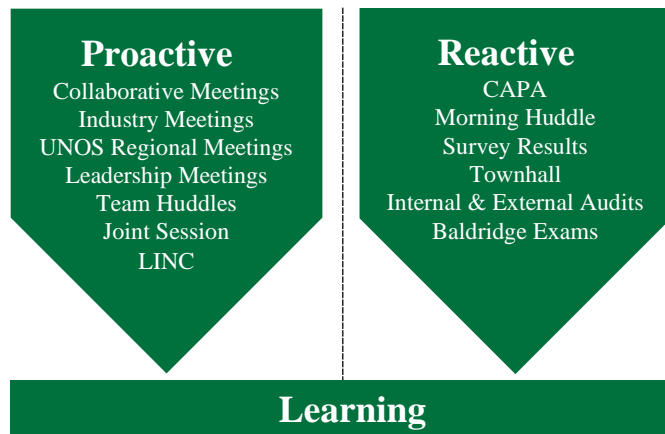 Proactive
Collaborative Meetings
Industry Meetings
UNOS Regional Meetings
Leadership Meetings
Team Huddles
Joint Session
LINC
Reactive
CAPA
Morning Huddle
Survey Results
Townhall
Internal & External Audits
Baldridge Exams
Learning